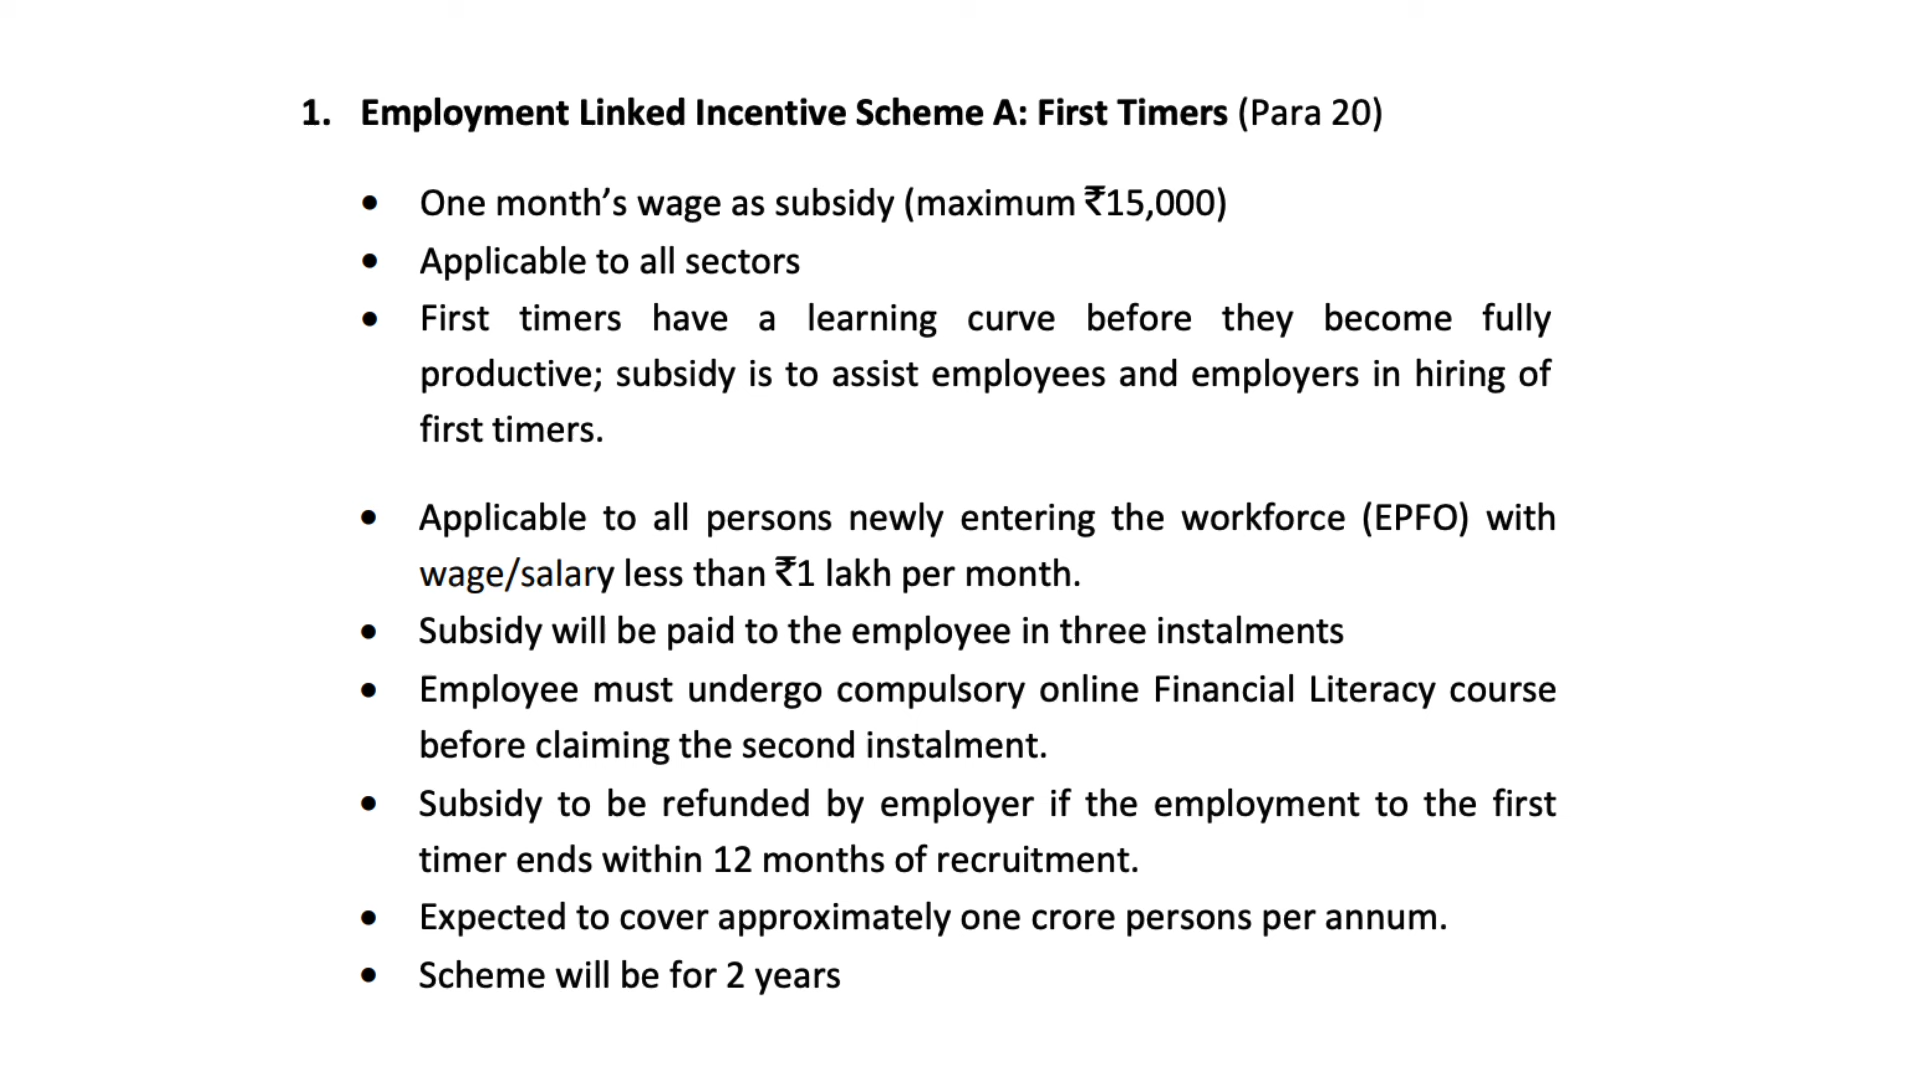 1. Employment Linked Incentive Scheme A: First Timers (Para 20)
• One month’s wage as subsidy (maximum ₹15,000)
• Applicable to all sectors
• First timers have a learning curve before they become fully
productive; subsidy is to assist employees and employers in hiring of
first timers.
• Applicable to all persons newly entering the workforce (EPFO) with
wage/salary less than ₹1 lakh per month.
• Subsidy will be paid to the employee in three instalments
• Employee must undergo compulsory online Financial Literacy course
before claiming the second instalment.
• Subsidy to be refunded by employer if the employment to the first
timer ends within 12 months of recruitment.
• Expected to cover approximately one crore persons per annum.
• Scheme will be for 2 years